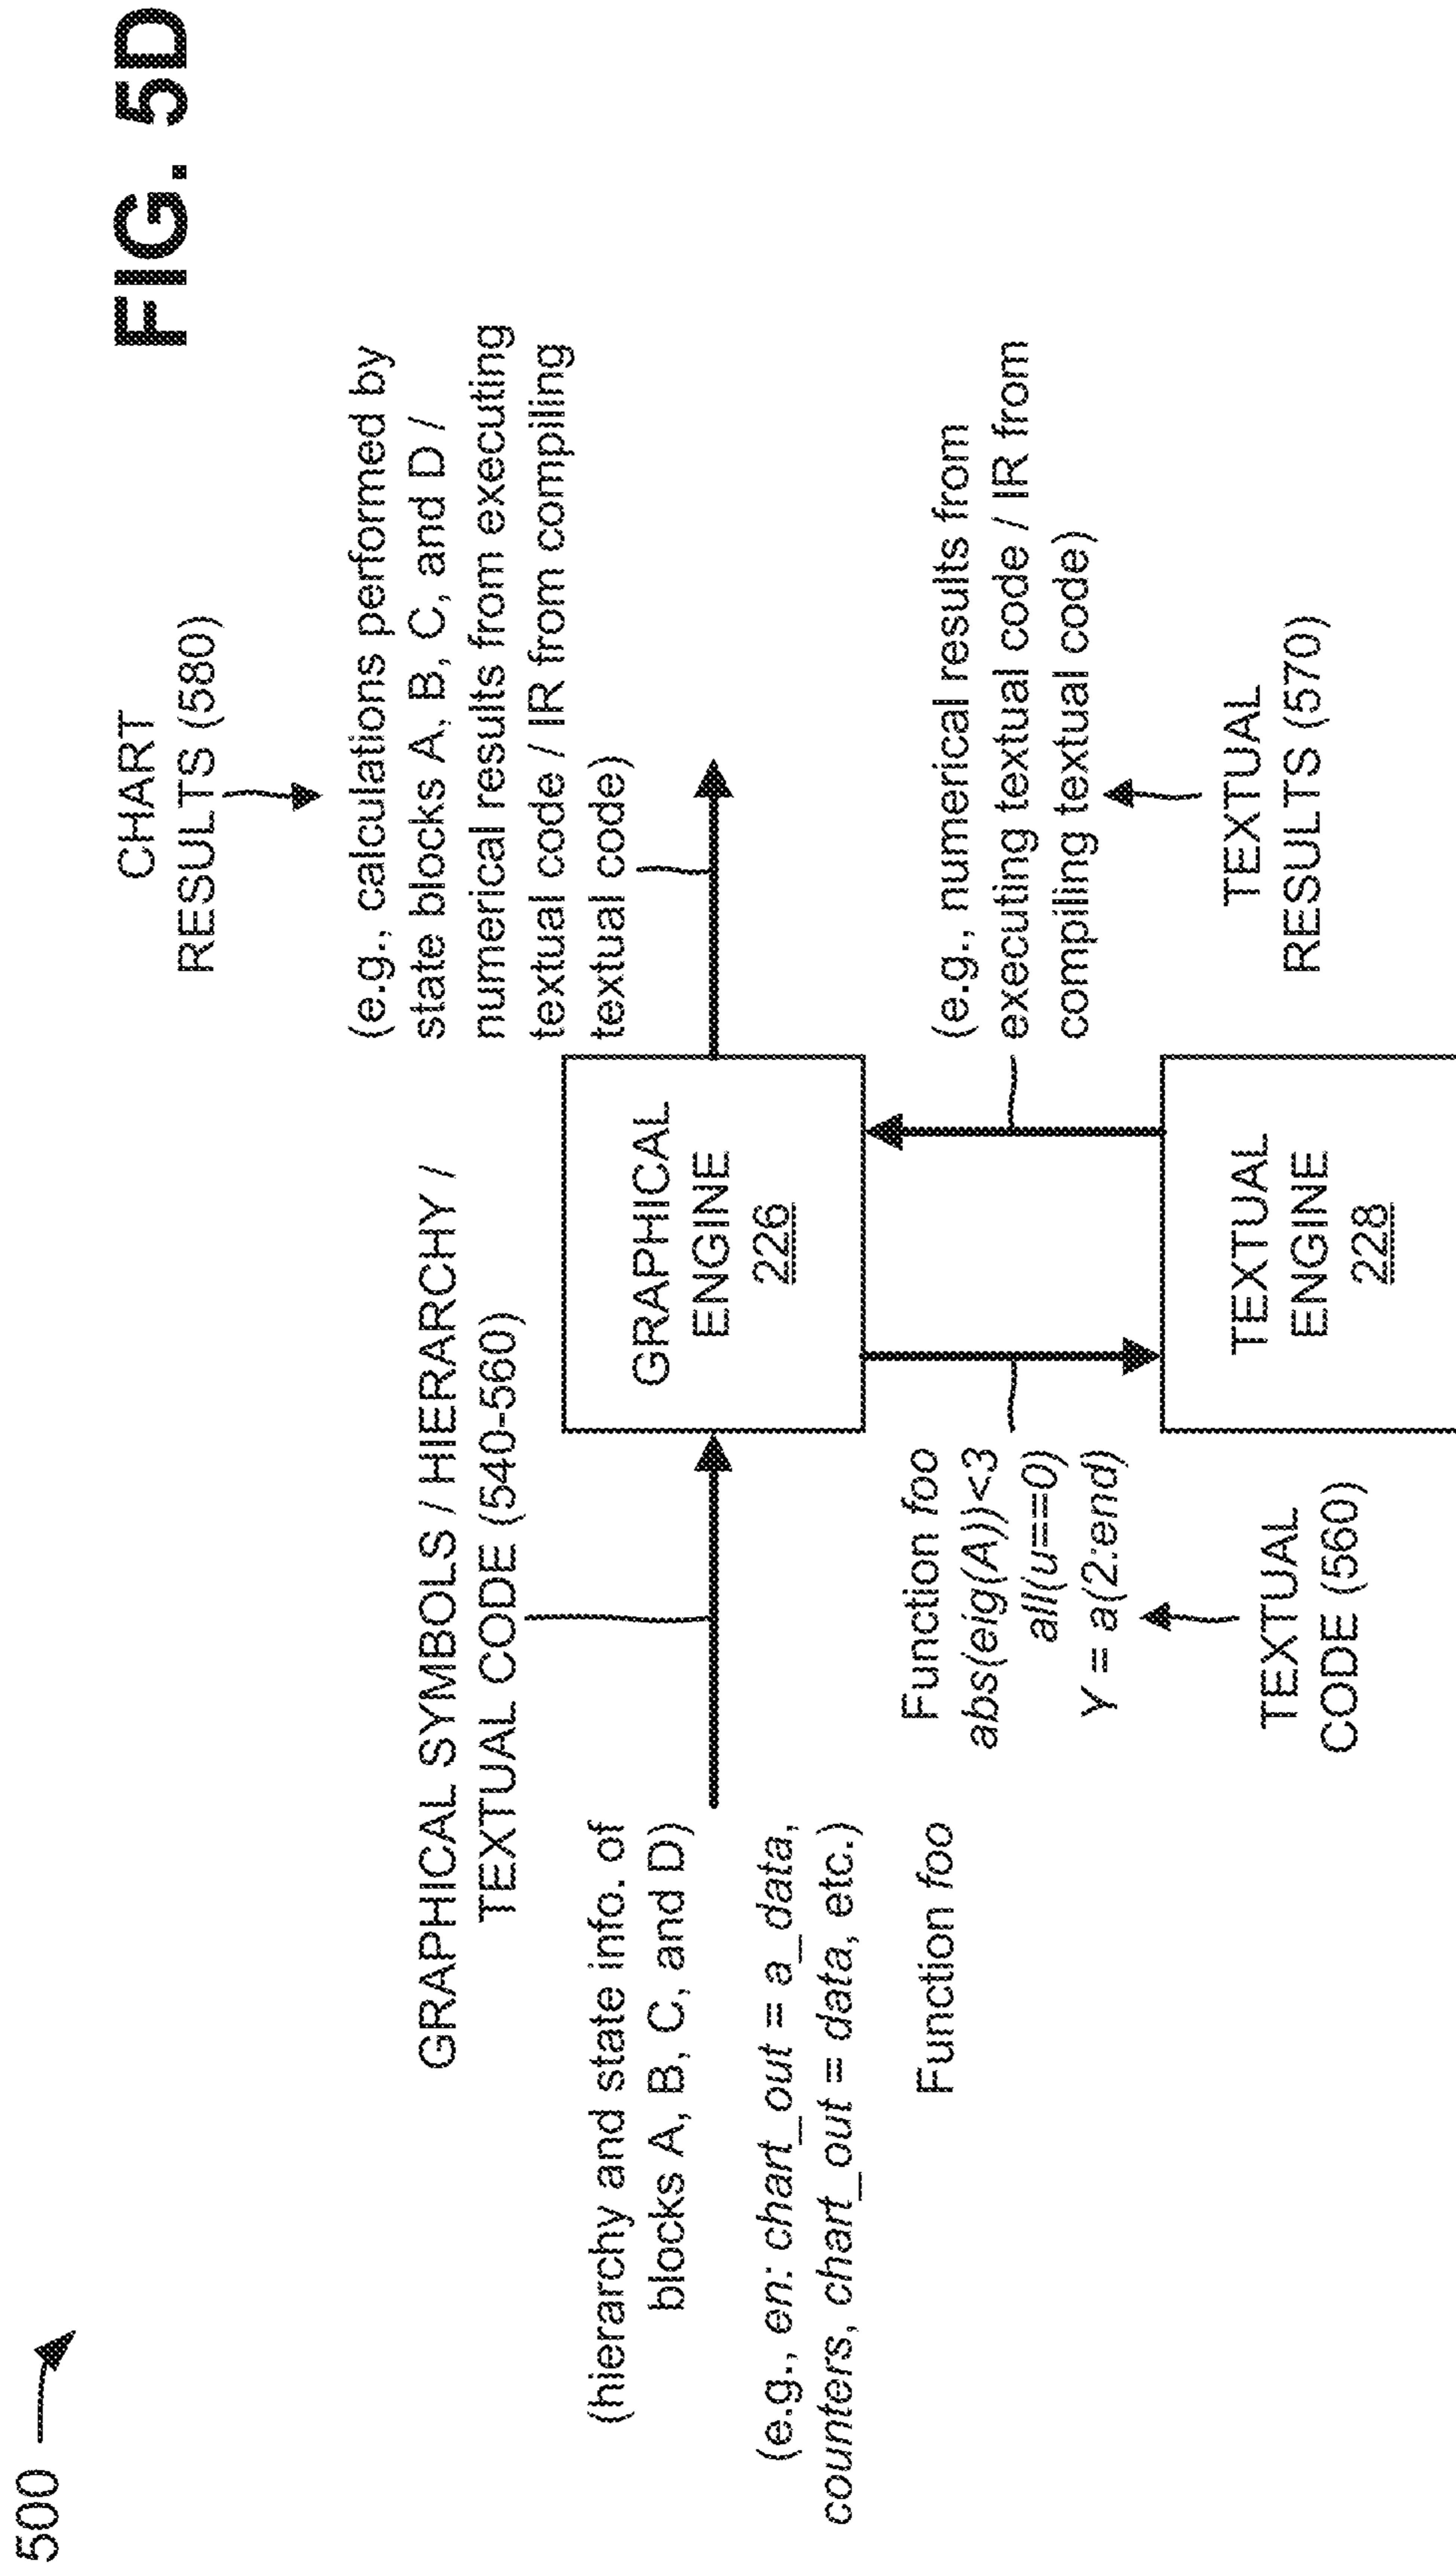 500
FIG. 5D
GRAPHICAL SYMBOLS / HIERARCHY /
TEXTUAL CODE (540-560)
(hierarchy and state info. of
blocks A, B, C, and D)
(e.g., en: chart_out = a_data,
counters, chart_out = data, etc.)
Function foo
CHART
RESULTS (580)
(e.g., calculations performed by
state blocks A, B, C, and D /
numerical results from executing
textual code / IR from compiling
textual code)
GRAPHICAL
ENGINE
226
Function foo
abs(eig(A))<3
all(u==0)
Y = a(2:end)
TEXTUAL
CODE (560)
(e.g., numerical results from
executing textual code / IR from
compiling textual code)
TEXTUAL
RESULTS (570)
TEXTUAL
ENGINE
228